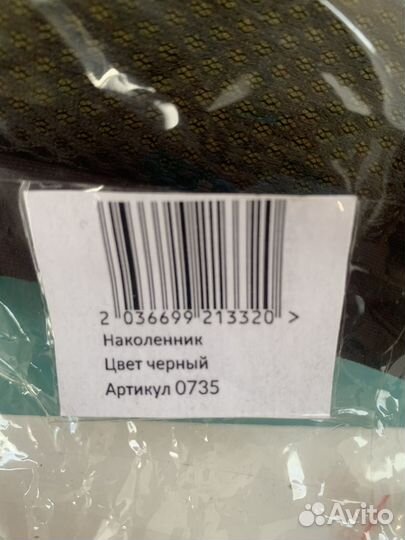 2 036699 213320 >
Наколенник
Цвет черный
Артикул 0735
Avito